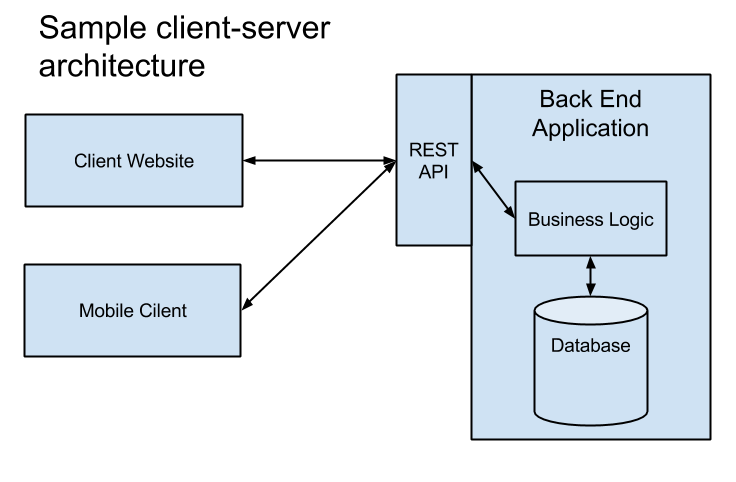 Sample client-server
architecture
Client Website
REST
API
Back End
Application
Business Logic
Mobile Cilent
Database